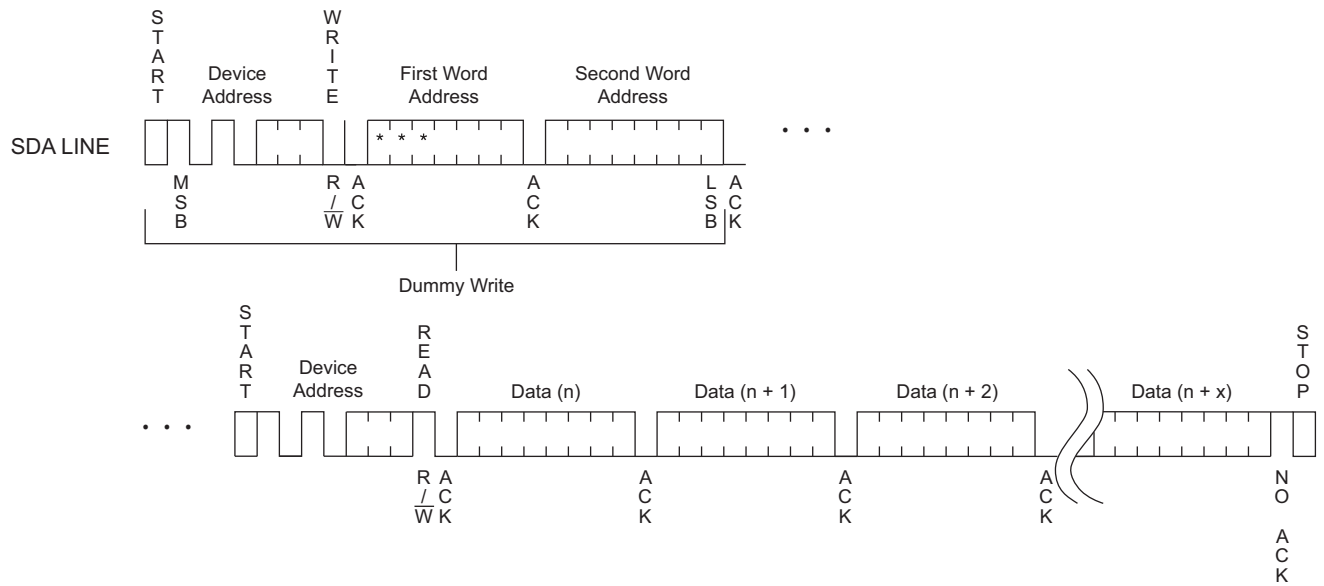 START
WRITE
Device
Address
First Word
Address
Second Word
Address
SDA LINE
* * *
. . .
MSB
R/W
ACK
ACK
LSB
ACK
Dummy Write
START
READ
STOP
Device
Address
Data (n)
Data (n + 1)
Data (n + 2)
Data (n + x)
. . .
R/W
ACK
ACK
ACK
ACK
NO ACK